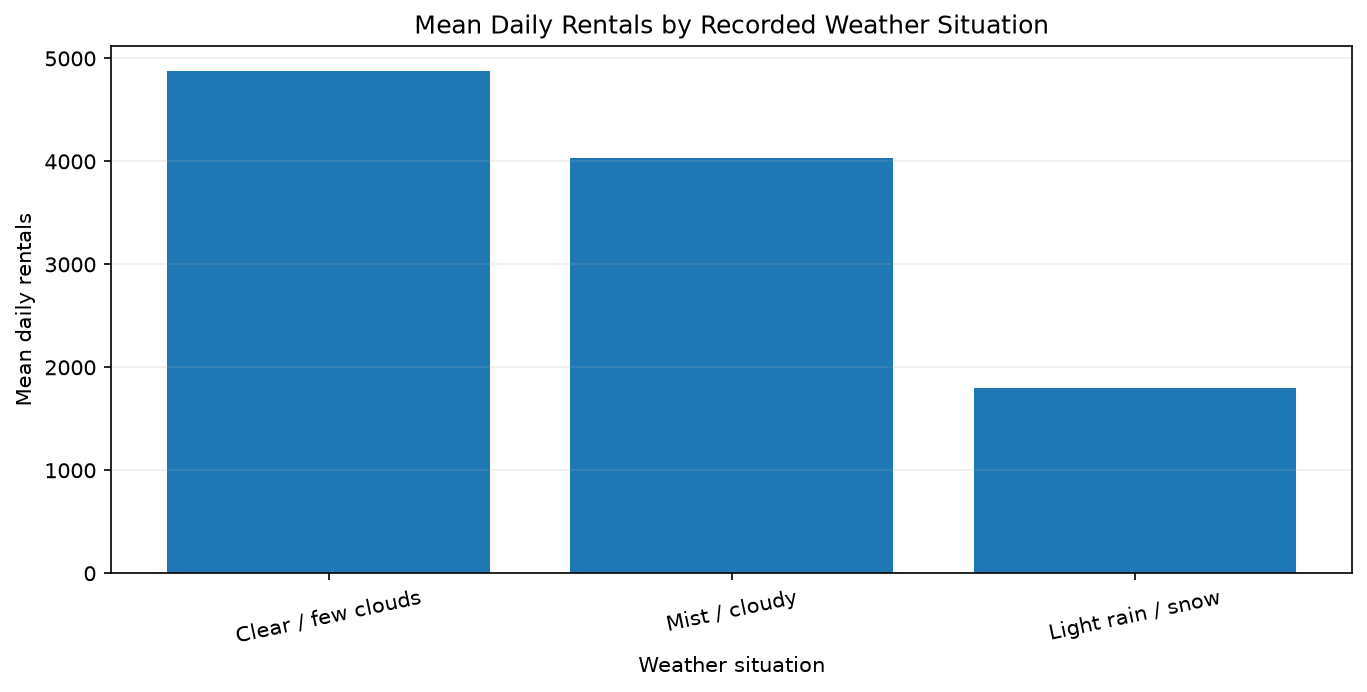 Mean Daily Rentals by Recorded Weather Situation
5000
4000
3000
2000
1000
0
Mean daily rentals
Clear / few clouds
Mist / cloudy
Light rain / snow
Weather situation